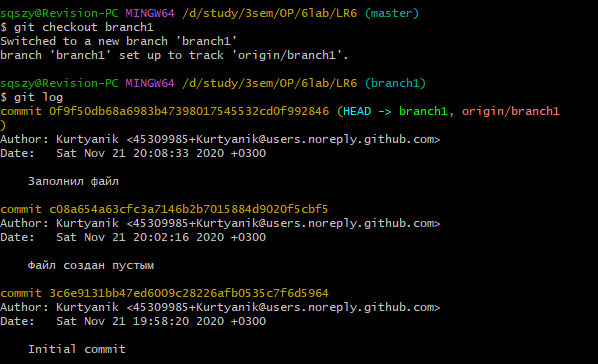 sqszy@Revision-PC MINGW64 /d/study/3sem/OP/6lab/LR6 (master)
$ git checkout branch1
Switched to a new branch 'branch1'
branch 'branch1' set up to track 'origin/branch1'.
sqszy@Revision-PC MINGW64 /d/study/3sem/OP/6lab/LR6 (branch1)
$ git log
commit 0f9f50db68a6983b47398017545532cd0f992846 (HEAD -> branch1, origin/branch1
)
Author: Kurtyanik <45309985+Kurtyanik@users.noreply.github.com>
Date:   Sat Nov 21 20:08:33 2020 +0300
Заполнил файл
commit c08a654a63cfc3a7146b2b7015884d9020f5cbf5
Author: Kurtyanik <45309985+Kurtyanik@users.noreply.github.com>
Date:   Sat Nov 21 20:02:16 2020 +0300
Файл создан пустым
commit 3c6e9131bb47ed6009c28226afb0535c7f6d5964
Author: Kurtyanik <45309985+Kurtyanik@users.noreply.github.com>
Date:   Sat Nov 21 19:58:20 2020 +0300
Initial commit